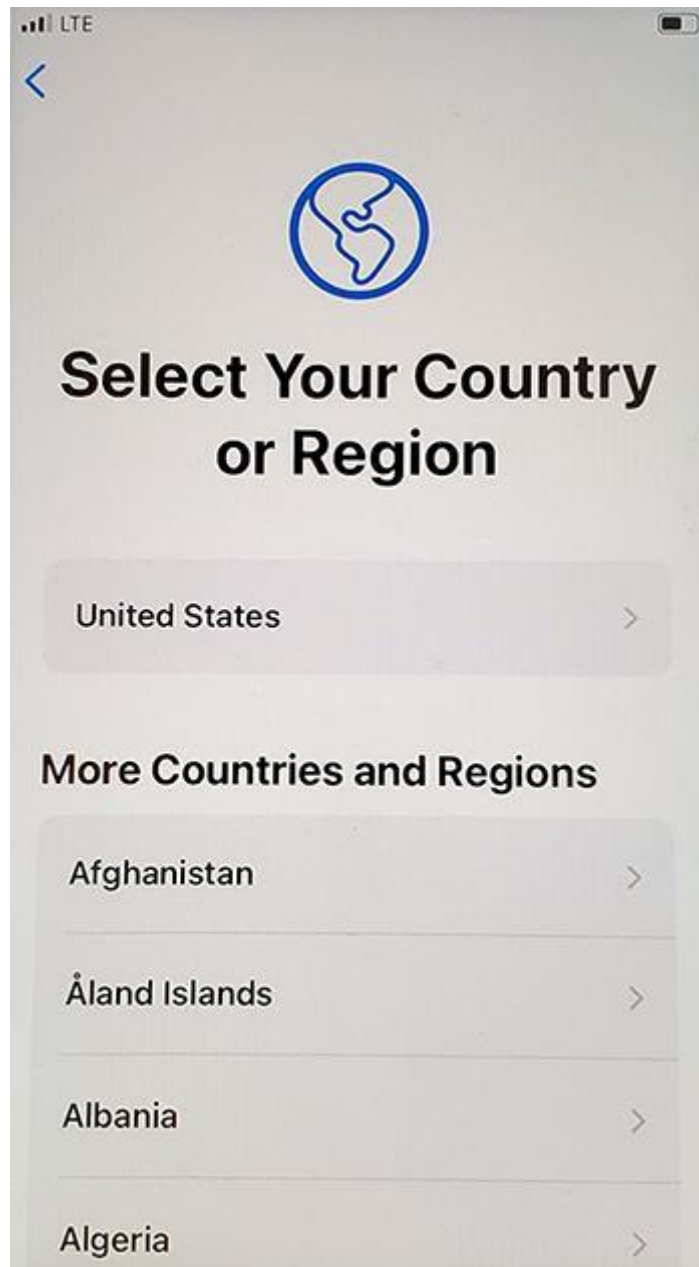 LTE
Select Your Country
or Region
United States
More Countries and Regions
Afghanistan
Åland Islands
Albania
Algeria